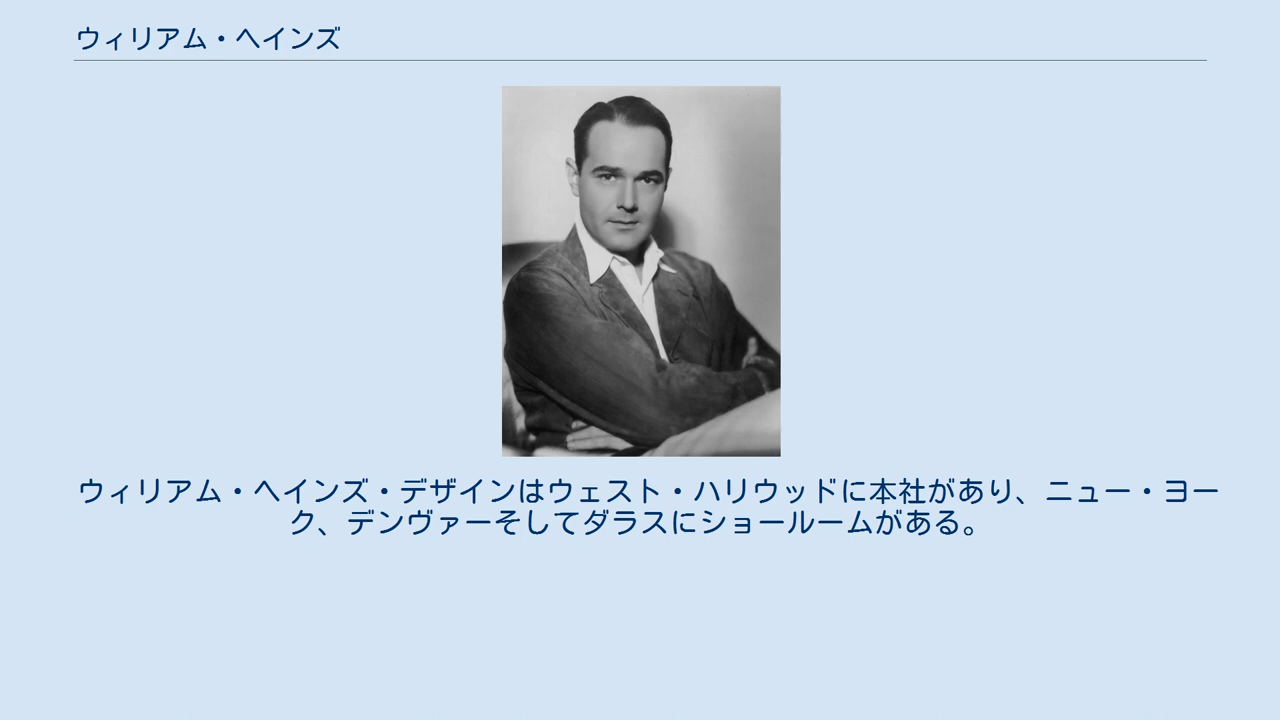 ウィリアム・ヘインズ
ウィリアム・ヘインズ・デザインはウェスト・ハリウッドに本社があり、ニュー・ヨー
ク、デンヴァーそしてダラスにショールームがある。